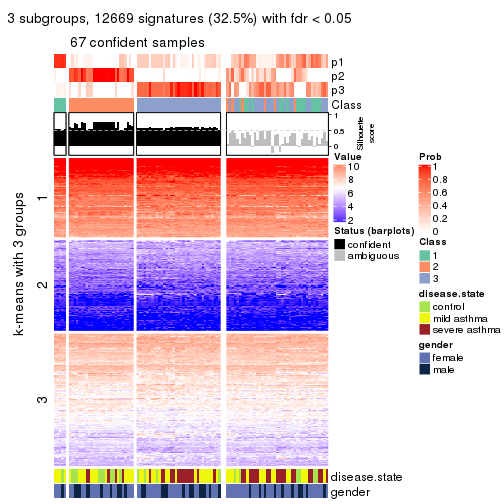 3 subgroups, 12669 signatures (32.5%) with fdr < 0.05
67 confident samples
p1
p2
p3
Class
1
0.5
0
Silhouette
score
k-means with 3 groups
1
2
3
disease.state
gender
Value
10
8
6
4
2
Status (barplots)
confident
ambiguous
Prob
1
0.8
0.6
0.4
0.2
0
Class
1
2
3
disease.state
control
mild asthma
severe asthma
gender
female
male